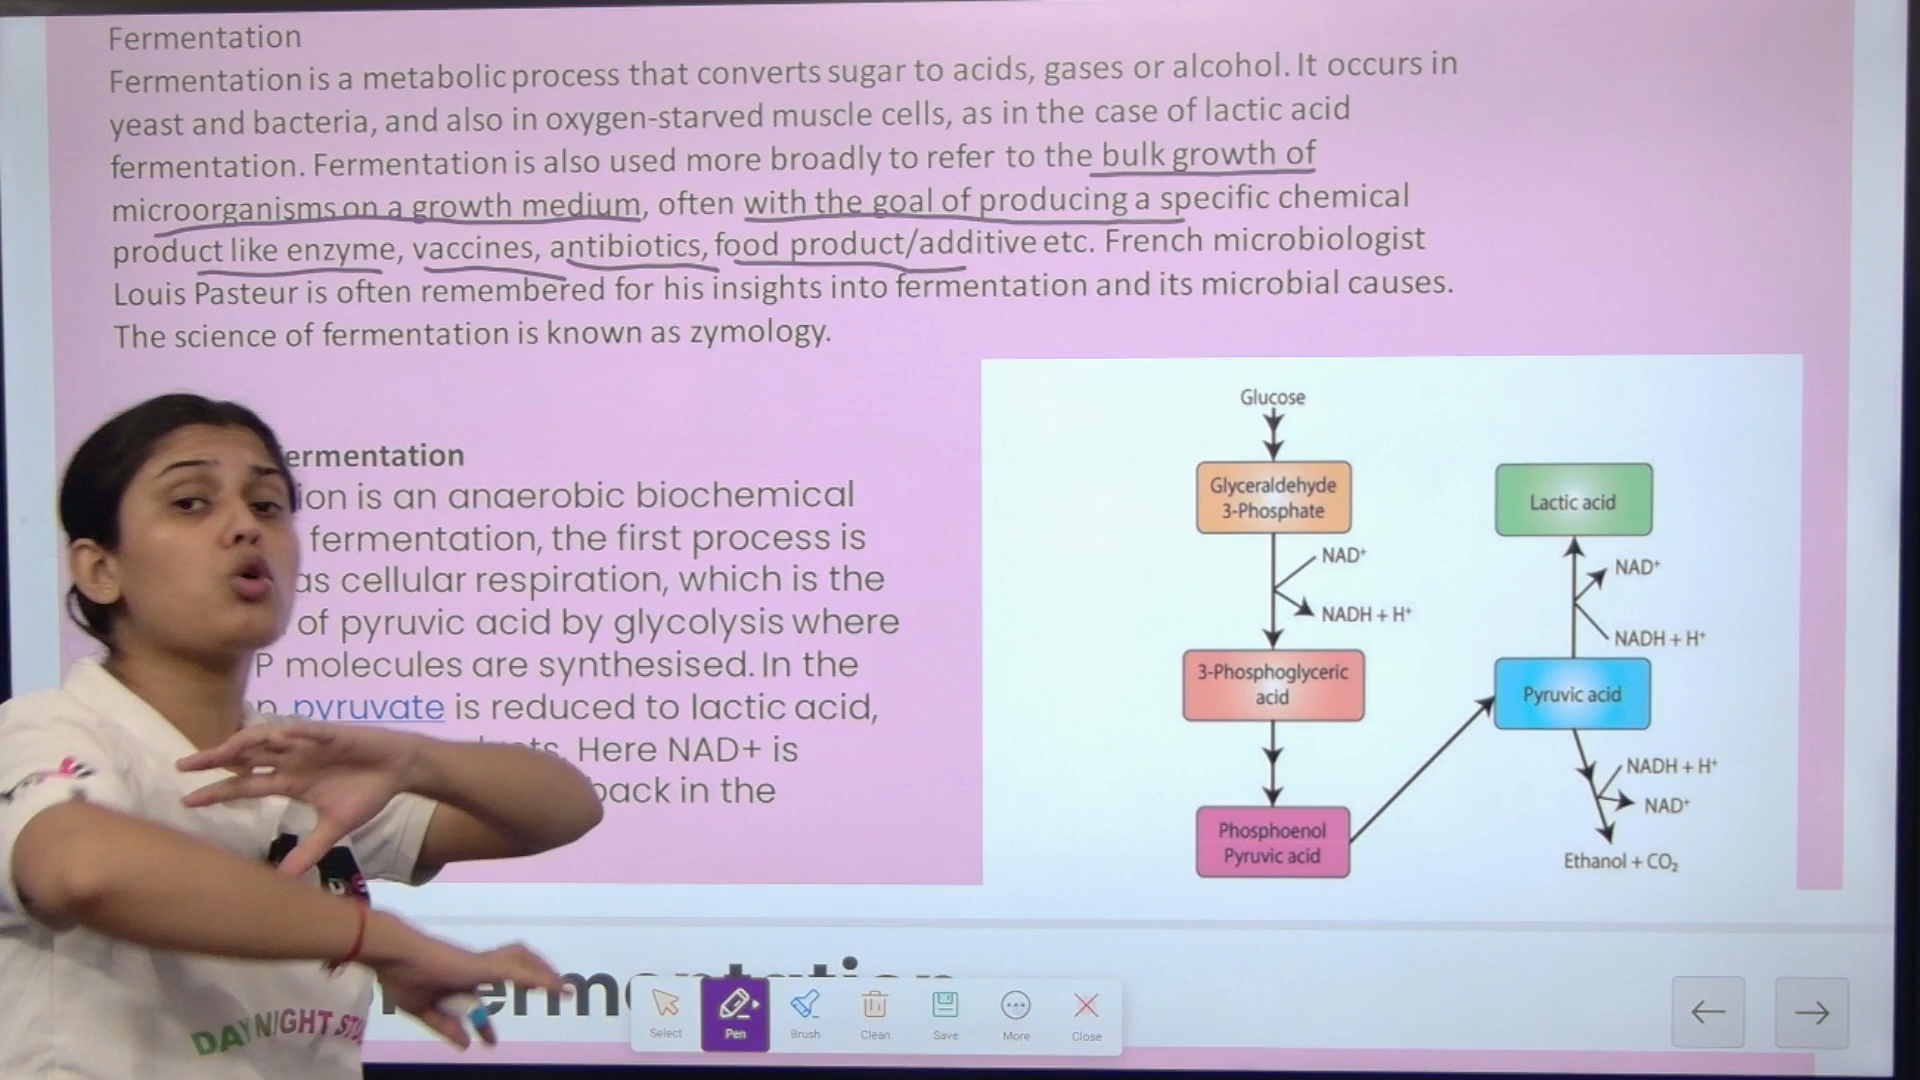 Fermentation
Fermentation is a metabolic process that converts sugar to acids, gases or alcohol. It occurs in
yeast and bacteria, and also in oxygen-starved muscle cells, as in the case of lactic acid
fermentation. Fermentation is also used more broadly to refer to the bulk growth of
microorganisms on a growth medium, often with the goal of producing a specific chemical
product like enzyme, vaccines, antibiotics, food product/additive etc. French microbiologist
Louis Pasteur is often remembered for his insights into fermentation and its microbial causes.
The science of fermentation is known as zymology.
ermentation
ion is an anaerobic biochemical
fermentation, the first process is
as cellular respiration, which is the
of pyruvic acid by glycolysis where
P molecules are synthesised. In the
n pyruvate is reduced to lactic acid,
Here NAD+ is
back in the
Glucose
Glyceraldehyde
3-Phosphate
NAD+
NADH + H+
3-Phosphoglyceric
acid
Phosphoenol
Pyruvic acid
Lactic acid
NAD+
NADH + H+
Pyruvic acid
NADH + H+
NAD+
Ethanol + CO₂
DAY NIGHT
Select
Pen
Brush
Clean
Save
More
Close